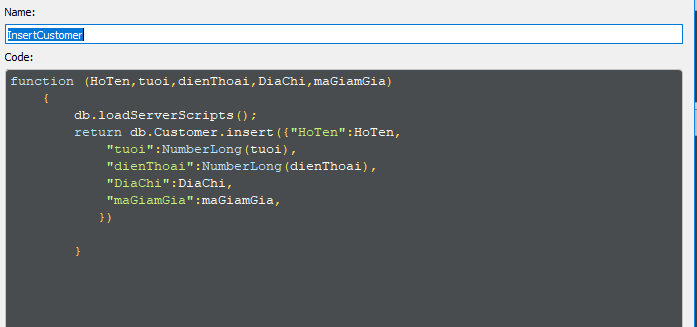 Name:
InsertCustomer
Code:
function (HoTen,tuoi,dienThoai,DiaChi,maGiamGia)
{
db.loadServerScripts();
return db.Customer.insert({"HoTen":HoTen,
"tuoi":NumberLong(tuoi),
"dienThoai":NumberLong(dienThoai),
"DiaChi":DiaChi,
"maGiamGia":maGiamGia,
})
}